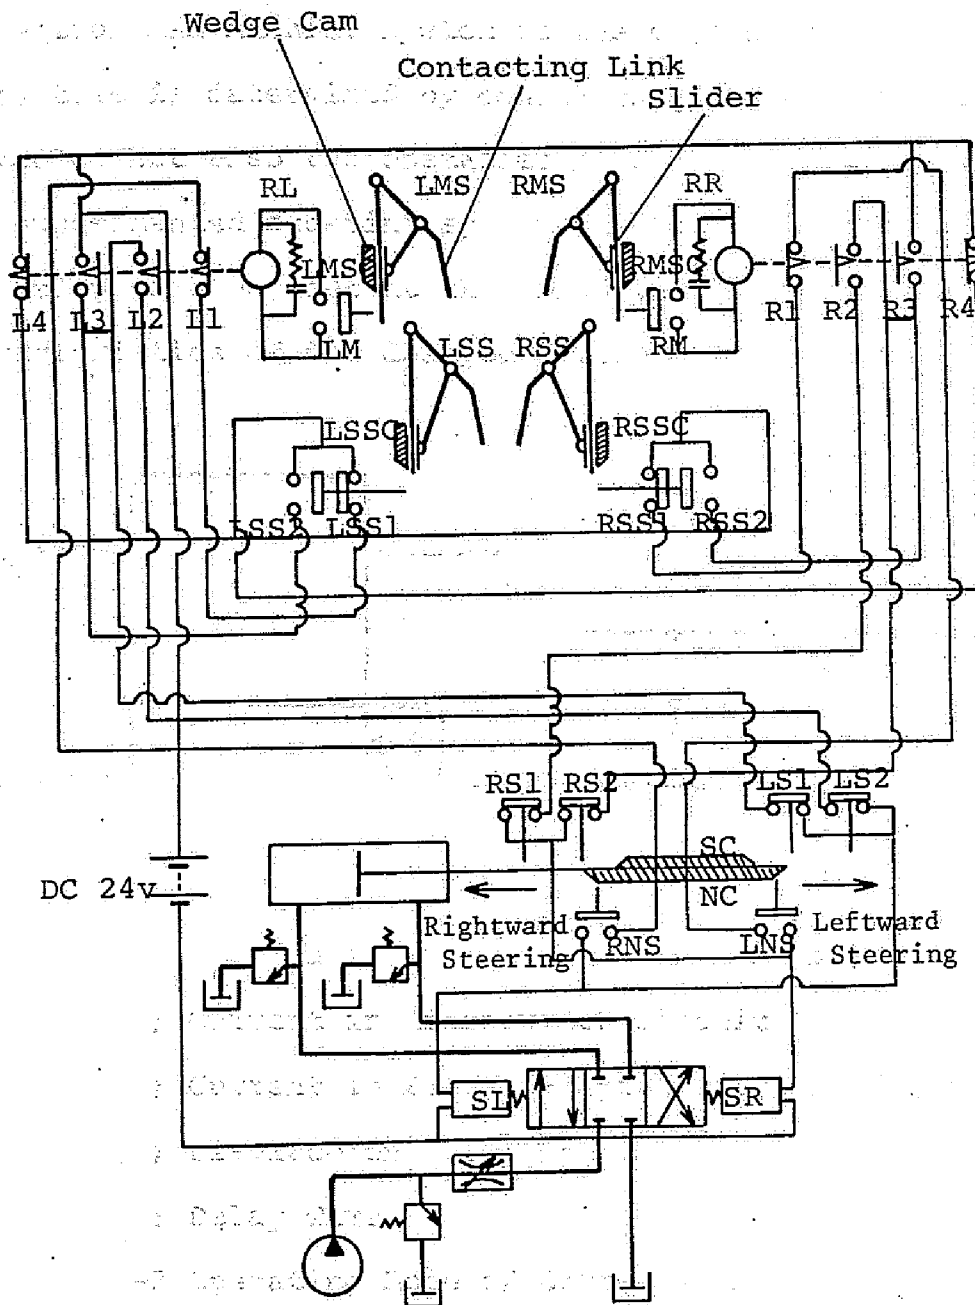 Wedge Cam
Contacting Link
Slider
RL
LMS
RMS
RR
LMSC
RMSC
L4
L3
L2
L1
LM
LSS
RSS
RM
R1
R2
R3
R4
LSSC
RSSC
LSS2
LSS1
RSS1
RSS2
RS1
RS2
LS1
LS2
SC
DC 24v
NC
Rightward
Steering
RNS
LNS
Leftward
Steering
SL
SR